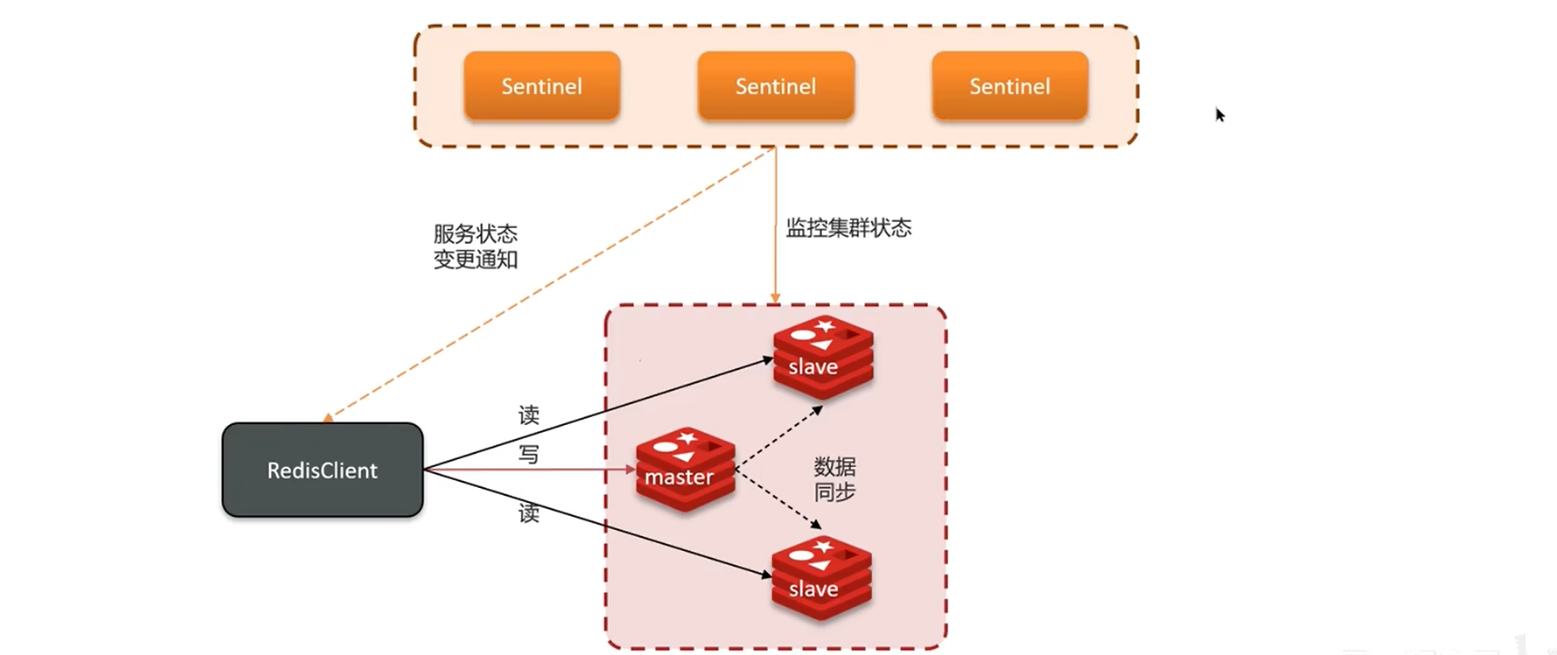 Sentinel
Sentinel
Sentinel
服务状态
变更通知
监控集群状态
slave
读
写
RedisClient
master
数据
同步
读
slave